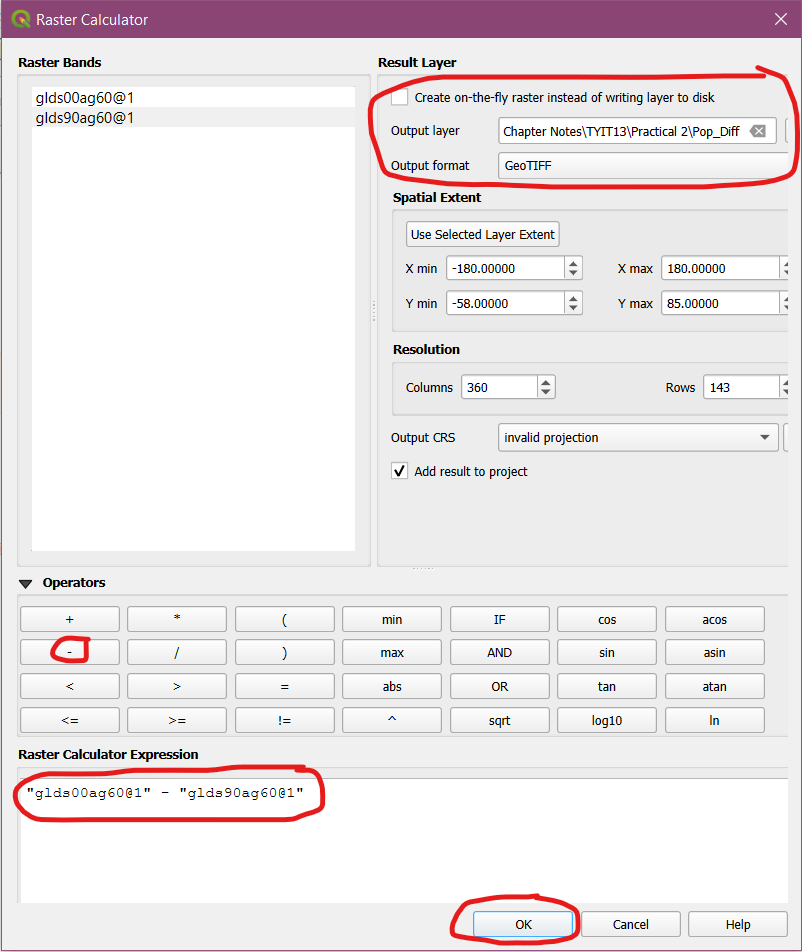 Raster Calculator
Raster Bands
glds00ag60@1
glds90ag60@1
Result Layer
Create on-the-fly raster instead of writing layer to disk
Output layer Chapter Notes\TYIT13\Practical 2\Pop_Diff
Output format GeoTIFF
Spatial Extent
Use Selected Layer Extent
X min -180.00000 X max 180.00000
Y min -58.00000 Y max 85.00000
Resolution
Columns 360 Rows 143
Output CRS invalid projection
Add result to project
Operators
+ * ( min IF cos acos
- / ) max AND sin asin
< > = abs OR tan atan
<= >= != ^ sqrt log10 ln
Raster Calculator Expression
"glds00ag60@1" - "glds90ag60@1"
OK Cancel Help